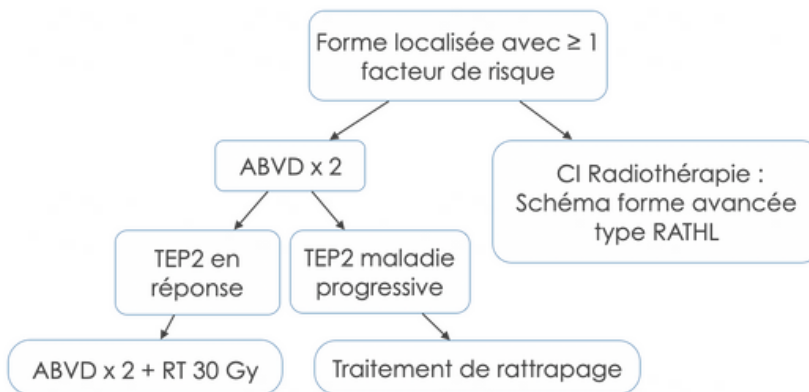 Forme localisée avec ≥ 1
facteur de risque
ABVD x 2
CI Radiothérapie :
Schéma forme avancée
type RATHL
TEP2 en
réponse
TEP2 maladie
progressive
ABVD x 2 + RT 30 Gy
Traitement de rattrapage